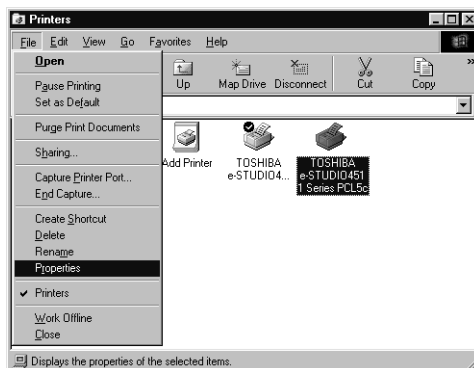 Printers
File Edit View Go Favorites Help
Up Map Drive Disconnect Cut Copy »
Open
Pause Printing
Set as Default
Purge Print Documents
Sharing...
Capture Printer Port...
End Capture...
Create Shortcut
Delete
Rename
Properties
Printers
Work Offline
Close
Add Printer
TOSHIBA
e-STUDIO4...
TOSHIBA
e-STUDIO451
1 Series PCL5c
Displays the properties of the selected items.